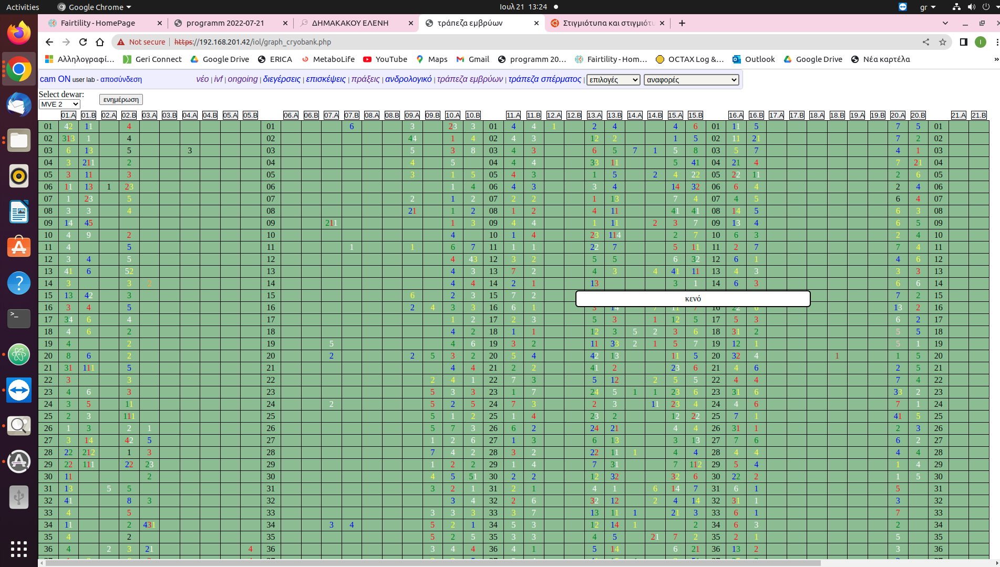 Activities Google Chrome Ιουλ 21 13:24 gr
Fairtility - HomePage programm 2022-07-21 ΔΗΜΑΚΑΚΟΥ ΕΛΕΝΗ τράπεζα εμβρύων Στιγμιότυπα και στιγμιότυ
Not secure https://192.168.201.42/iol/graph_cryobank.php
Αλληλογραφί… Geri Connect Google Drive ERICA MetaboLife YouTube Maps Gmail programm 20… Fairtility - Hom… OCTAX Log &… Outlook Google Drive Νέα καρτέλα »
cam ON user lab - αποσύνδεση νέο | ivf | ongoing | διεγέρσεις | επισκέψεις | πράξεις | ανδρολογικό | τράπεζα εμβρύων | τράπεζα σπέρματος | επιλογές αναφορές
Select dewar:
MVE 2 ενημέρωση
01.A 01.B 02.A 02.B 03.A 03.B 04.A 04.B 05.A 05.B 06.A 06.B 07.A 07.B 08.A 08.B 09.A 09.B 10.A 10.B 11.A 11.B 12.A 12.B 13.A 13.B 14.A 14.B 15.A 15.B 16.A 16.B 17.A 17.B 18.A 18.B 19.A 19.B 20.A 20.B 21.A 21.B
01 42 11 4 01 6 3 23 3 01 4 4 1 2 4 4 6 01 11 5 7 5 01
02 313 1 4 02 44 1 4 02 4 3 12 2 1 5 02 11 21 7 2 02
03 6 13 5 3 03 5 3 8 03 4 3 6 5 7 1 5 8 03 5 7 4 1 03
04 3 211 2 04 4 5 04 4 4 33 11 5 41 04 21 4 7 21 04
05 3 11 3 05 3 1 5 05 4 3 1 5 2 4 22 05 22 11 2 6 05
06 11 13 1 23 06 1 4 06 4 3 3 4 14 32 06 6 4 2 4 06
07 1 23 5 07 2 1 2 07 2 2 1 13 7 4 07 4 5 6 4 07
08 3 3 4 08 21 1 2 08 1 2 4 11 41 41 08 14 5 6 3 08
09 14 45 09 211 1 3 09 4 4 1 11 2 3 7 09 13 4 6 5 09
10 4 9 2 10 4 10 1 4 23 114 2 7 10 6 3 2 4 10
11 4 5 11 1 1 6 7 11 1 1 22 7 5 11 11 2 7 7 4 11
12 3 4 5 12 4 43 12 3 2 5 5 6 32 12 6 1 4 6 12
13 41 6 52 13 4 3 13 7 2 4 3 4 41 11 13 4 3 3 3 13
14 3 3 2 14 4 4 14 2 1 13 3 1 14 6 3 6 6 14
15 13 42 3 15 6 2 3 15 7 2 κενό 7 2 15
16 3 4 5 16 2 4 3 3 16 6 1 3 14 7 11 7 16 22 6 13 2 16
17 34 6 4 17 1 2 17 2 3 5 3 1 12 5 17 5 3 6 2 17
18 4 6 2 18 4 2 18 1 1 12 3 5 2 3 6 18 31 2 5 5 18
19 4 2 19 5 4 6 19 3 2 11 33 2 1 5 7 19 12 1 5 1 19
20 8 6 2 20 2 2 5 3 2 20 5 4 42 13 11 5 20 32 4 1 1 5 20
21 31 111 5 21 4 4 21 2 2 41 2 23 6 21 4 6 2 5 21
22 3 3 22 2 4 1 22 7 3 5 12 2 5 5 22 4 4 7 4 22
23 4 6 3 23 5 3 3 23 1 7 24 5 1 1 23 6 23 31 6 33 2 23
24 3 5 11 24 2 5 2 5 24 7 3 2 3 11 23 4 24 4 6 7 1 24
25 2 3 111 25 5 1 2 25 1 4 23 2 12 22 25 7 1 41 5 25
26 1 3 2 1 26 5 7 3 26 6 2 24 21 4 4 26 31 1 2 3 26
27 3 14 42 5 27 1 2 6 27 1 3 6 13 3 13 27 7 6 6 2 27
28 22 212 1 3 28 7 4 2 28 3 2 22 11 1 4 4 28 4 4 4 4 28
29 22 111 22 23 29 1 2 2 29 1 4 7 31 7 112 29 5 4 1 4 29
30 11 2 30 4 5 51 30 2 2 12 32 32 6 30 22 2 1 5 30
31 13 5 5 31 3 2 1 31 2 1 4 1 6 14 7 31 6 1 5 31
32 41 8 3 32 3 4 32 2 6 32 12 2 4 14 32 31 1 3 32
33 4 5 33 3 3 3 33 3 7 13 11 1 21 3 33 6 1 7 33
34 11 2 431 34 3 4 5 2 1 34 5 3 12 14 1 2 34 6 3 2 34
35 4 2 35 5 2 5 35 3 3 4 5 21 7 2 35 2 1 5 35
36 4 2 3 21 4 36 3 4 4 36 4 1 5 14 6 21 36 13 2 3 36